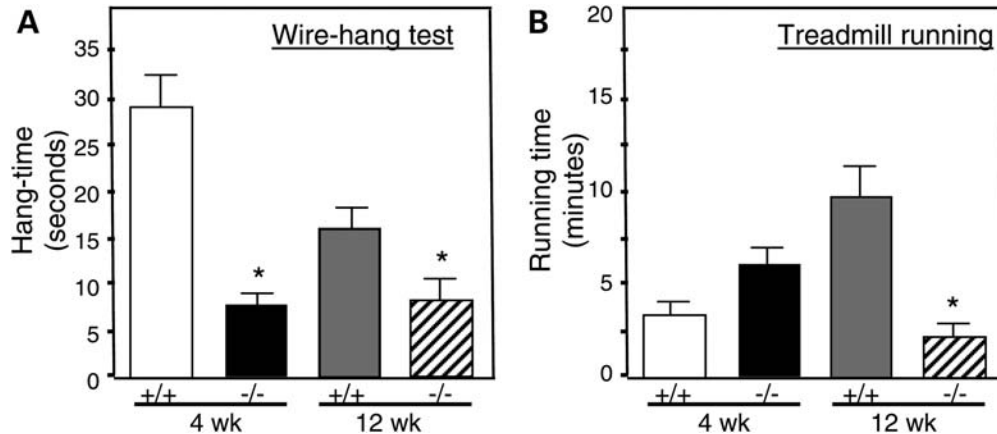 A
Wire-hang test
Hang-time
(seconds)
35
30
25
20
15
10
5
0
*
*
+/+ -/- +/+ -/-
4 wk 12 wk
B
Treadmill running
Running time
(minutes)
20
15
10
5
0
*
+/+ -/- +/+ -/-
4 wk 12 wk